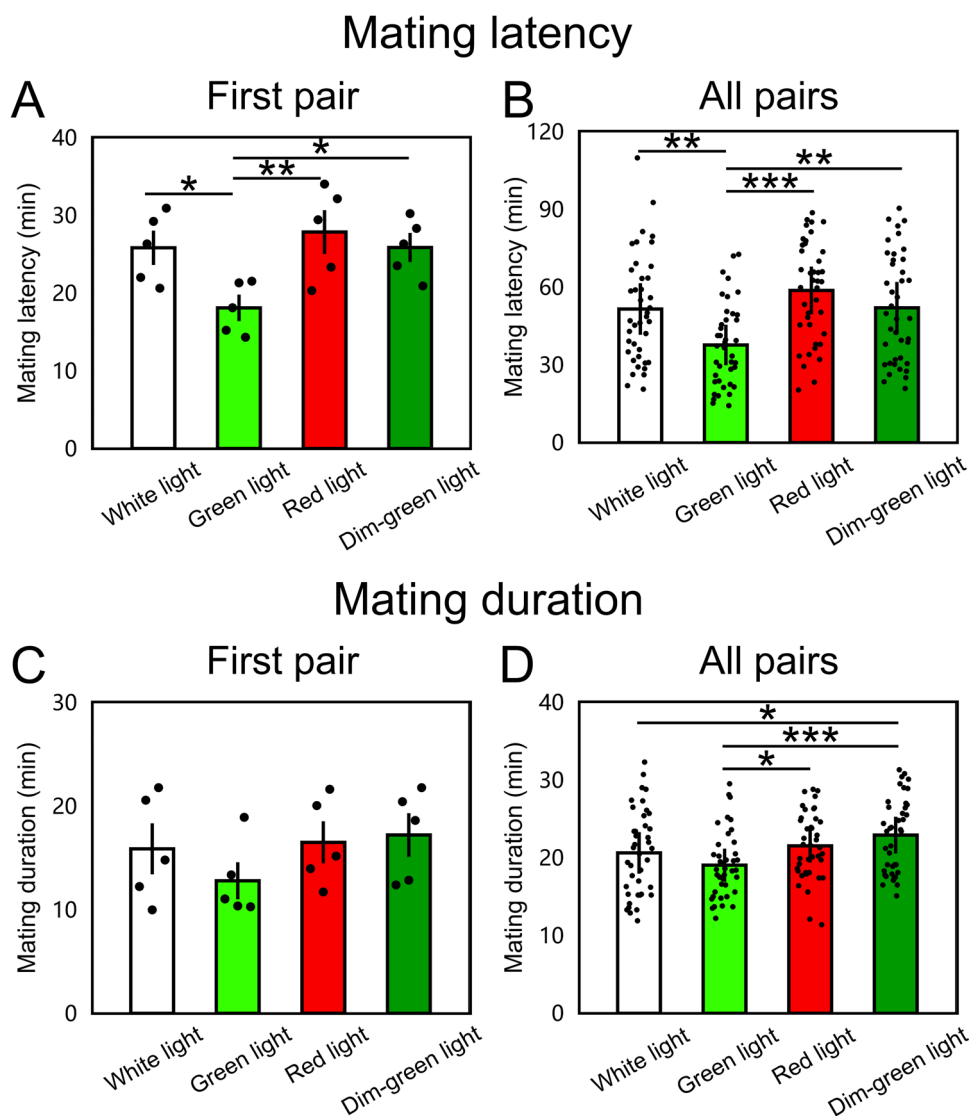 Mating latency
A First pair
40
30
20
10
0
Mating latency (min)
*
**
*
White light
Green light
Red light
Dim-green light
B All pairs
120
90
60
30
0
Mating latency (min)
**
***
**
White light
Green light
Red light
Dim-green light
Mating duration
C First pair
30
20
10
0
Mating duration (min)
White light
Green light
Red light
Dim-green light
D All pairs
40
30
20
10
0
Mating duration (min)
*
***
*
White light
Green light
Red light
Dim-green light